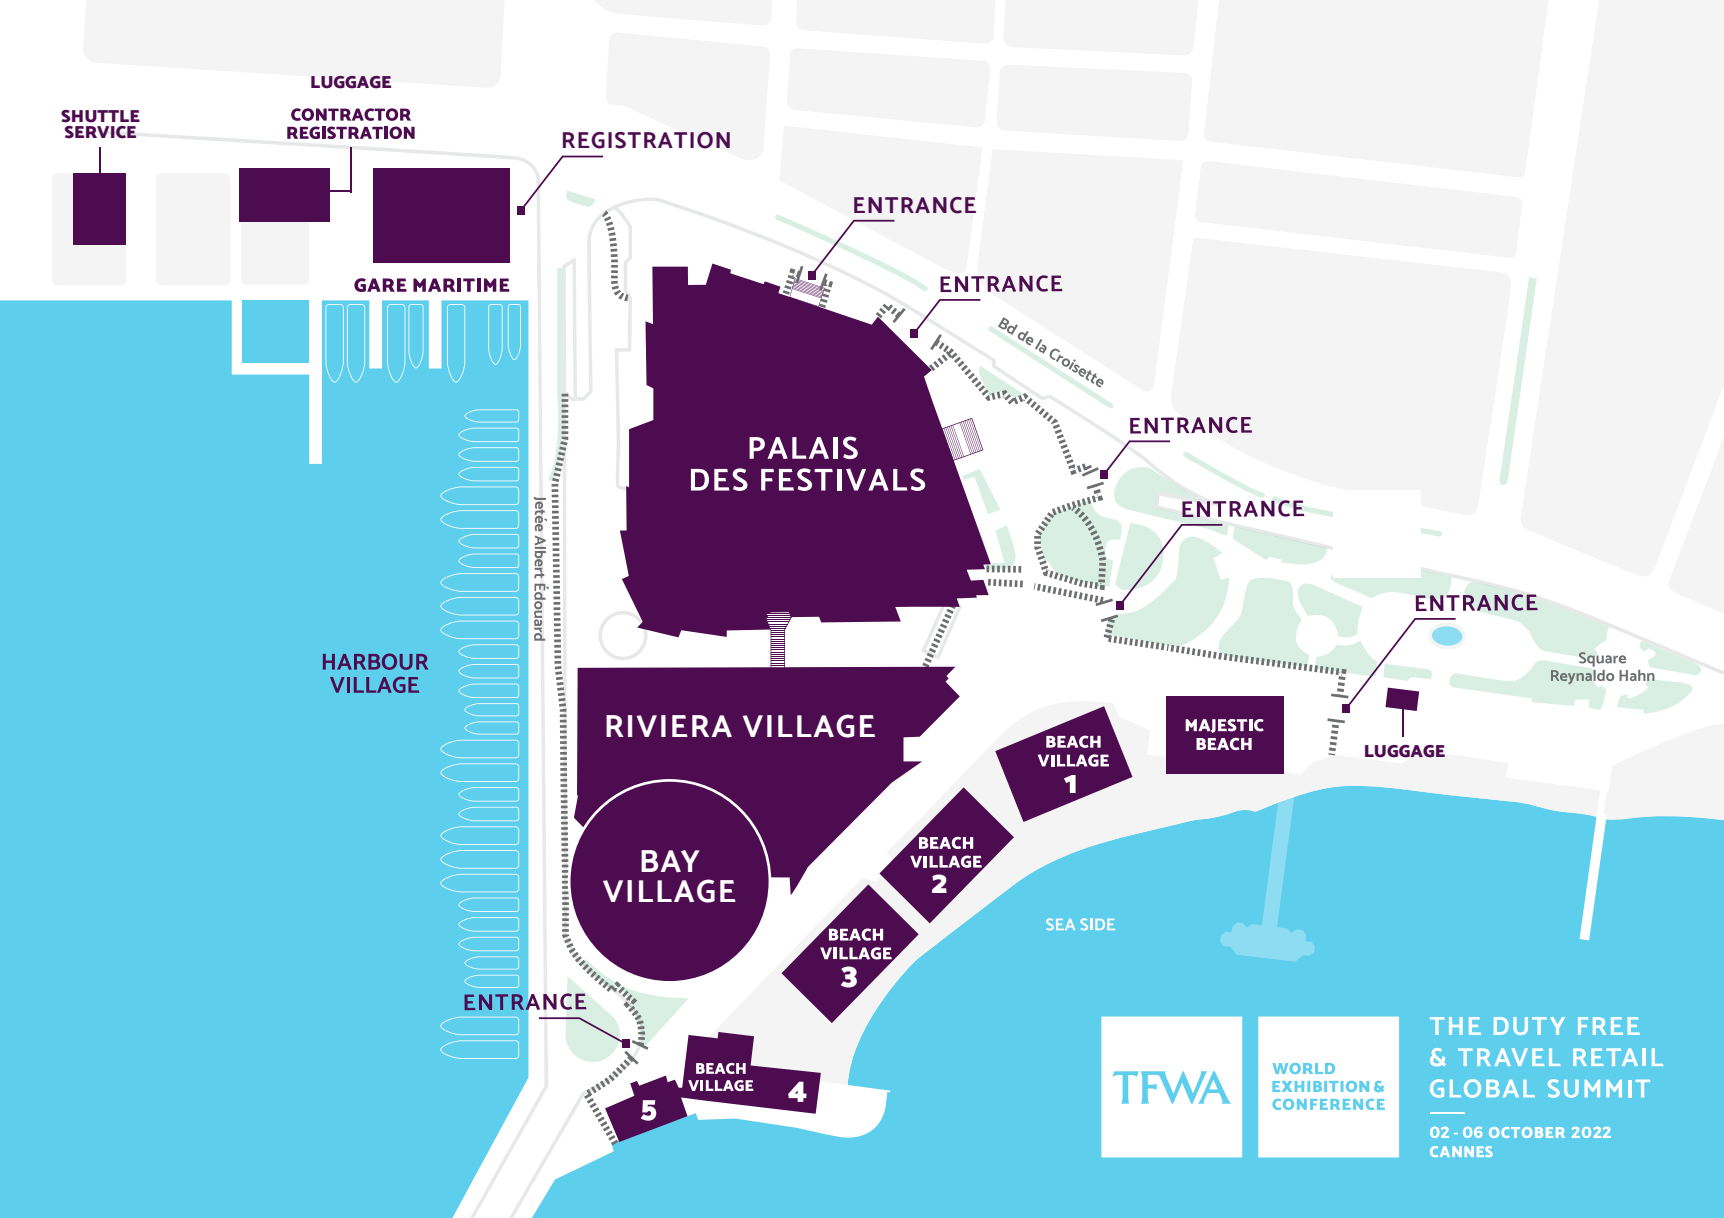 LUGGAGE
SHUTTLE
SERVICE
CONTRACTOR
REGISTRATION
REGISTRATION
ENTRANCE
GARE MARITIME
ENTRANCE
Bd de la Croisette
ENTRANCE
PALAIS
DES FESTIVALS
ENTRANCE
Jetée Albert Édouard
ENTRANCE
HARBOUR
VILLAGE
Square
Reynaldo Hahn
RIVIERA VILLAGE
MAJESTIC
BEACH
LUGGAGE
BEACH
VILLAGE
1
BEACH
VILLAGE
2
BAY
VILLAGE
BEACH
VILLAGE
3
SEA SIDE
ENTRANCE
BEACH
VILLAGE
4
5
TFWA
WORLD
EXHIBITION &
CONFERENCE
THE DUTY FREE
& TRAVEL RETAIL
GLOBAL SUMMIT
02 - 06 OCTOBER 2022
CANNES